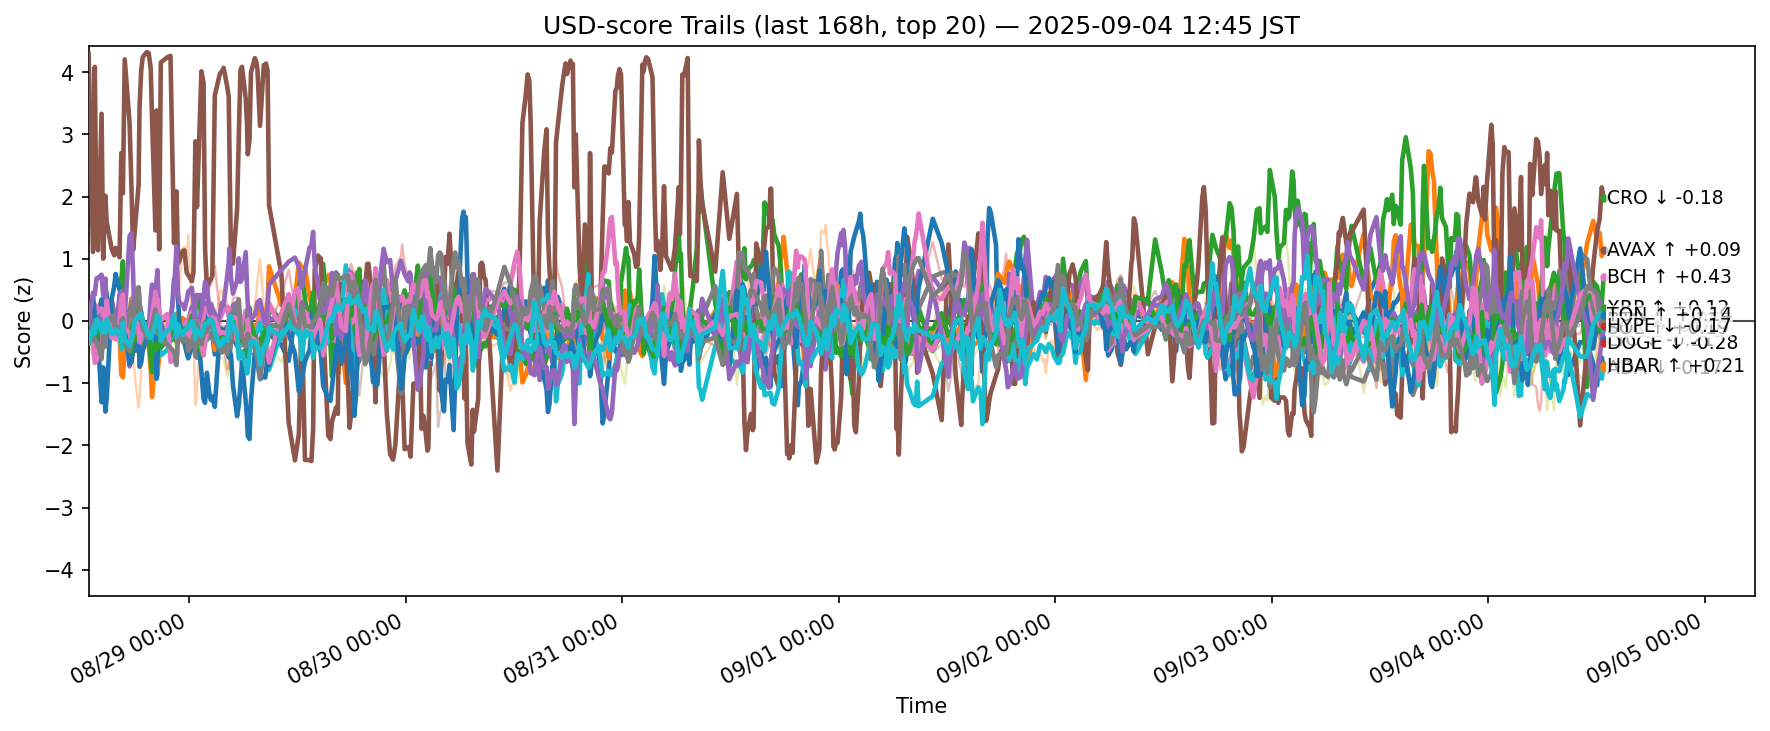 USD-score Trails (last 168h, top 20) — 2025-09-04 12:45 JST
Score (z)
4
3
2
1
0
−1
−2
−3
−4
CRO ↓ -0.18
AVAX ↑ +0.09
BCH ↑ +0.43
XRP ↑ +0.12
HYPE ↓ -0.17
DOGE ↓ -0.28
HBAR ↑ +0.21
08/29 00:00
08/30 00:00
08/31 00:00
09/01 00:00
09/02 00:00
09/03 00:00
09/04 00:00
09/05 00:00
Time